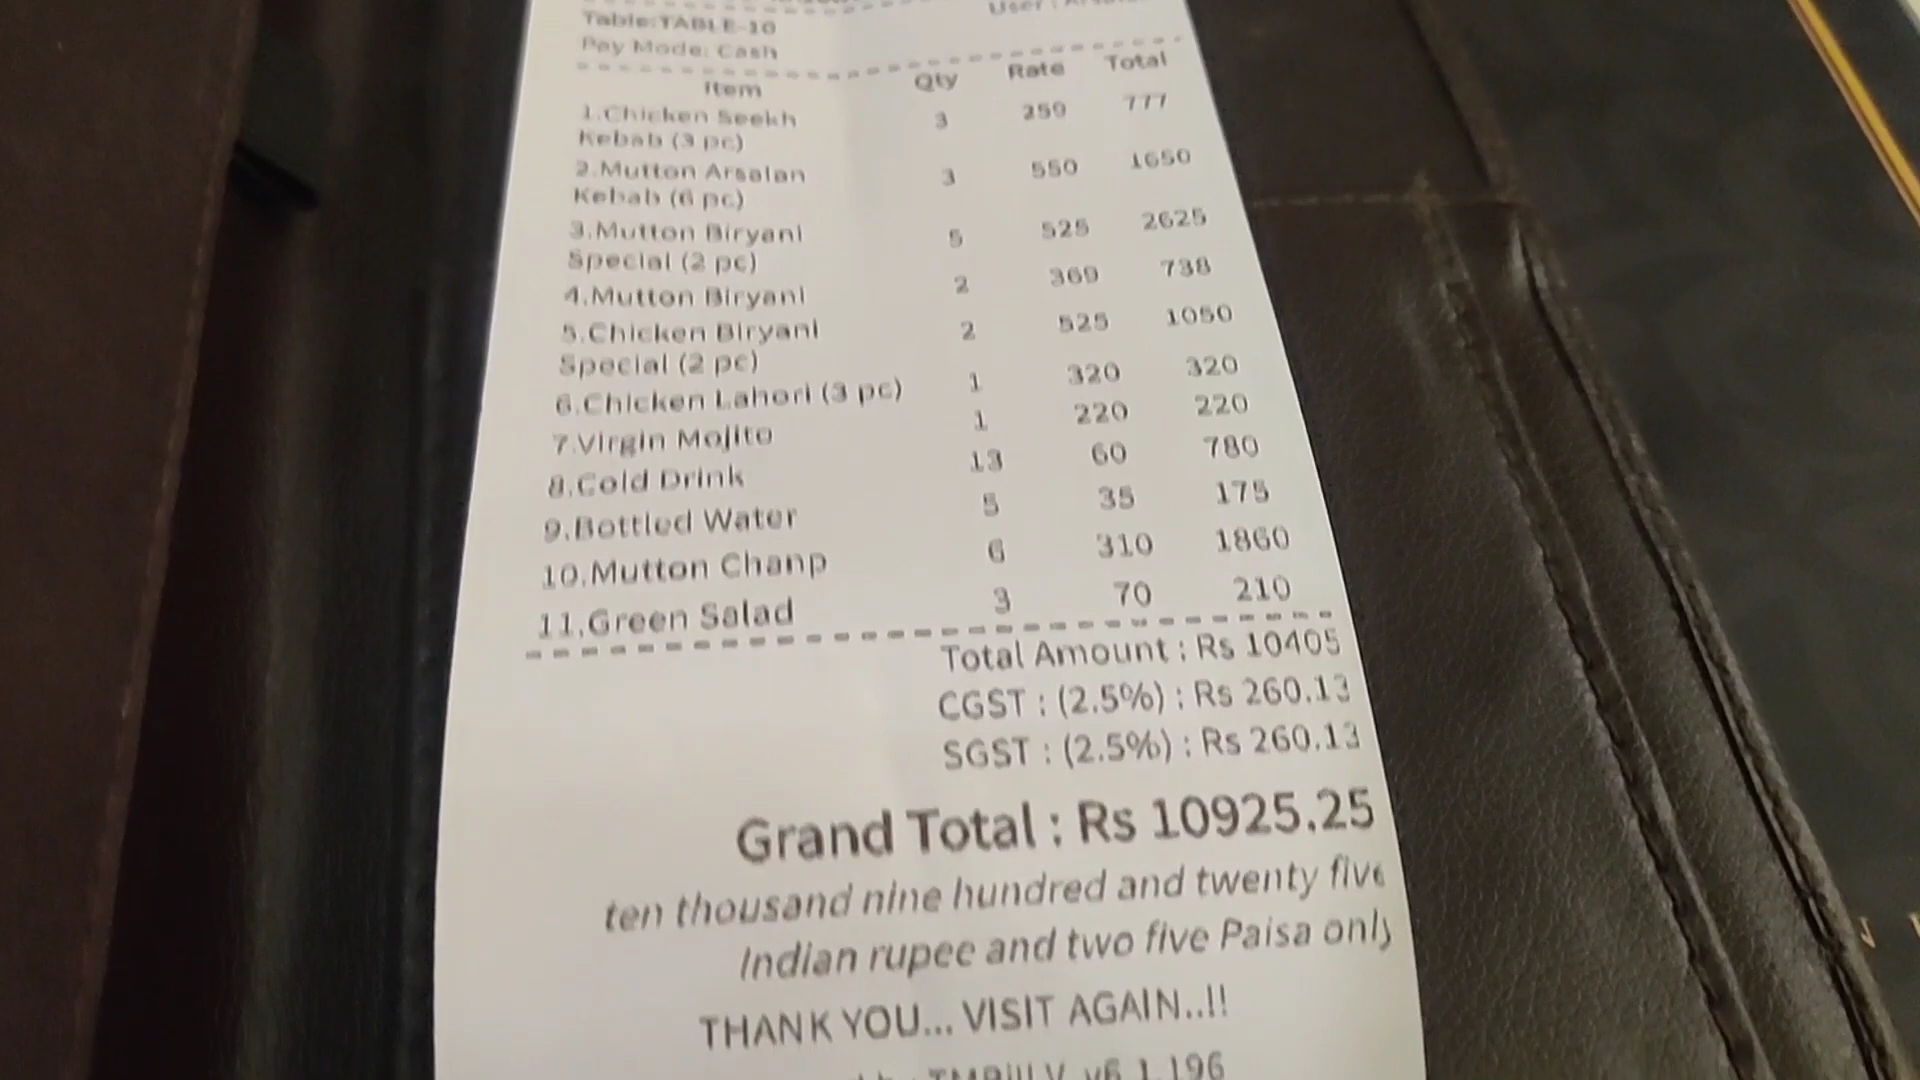 Table:TABLE-10
User :
Pay Mode: Cash
Item Qty Rate Total
1.Chicken Seekh 3 259 777
Kebab (3 pc)
2.Mutton Arsalan 3 550 1650
Kebab (6 pc)
3.Mutton Biryani 5 525 2625
Special (2 pc)
4.Mutton Biryani 2 369 738
5.Chicken Biryani 2 525 1050
Special (2 pc)
6.Chicken Lahori (3 pc) 1 320 320
7.Virgin Mojito 1 220 220
8.Cold Drink 13 60 780
9.Bottled Water 5 35 175
10.Mutton Chanp 6 310 1860
11.Green Salad 3 70 210
Total Amount : Rs 10405
CGST : (2.5%) : Rs 260.13
SGST : (2.5%) : Rs 260.13
Grand Total : Rs 10925.25
ten thousand nine hundred and twenty five
Indian rupee and two five Paisa only
THANK YOU... VISIT AGAIN..!!
v6.1.196